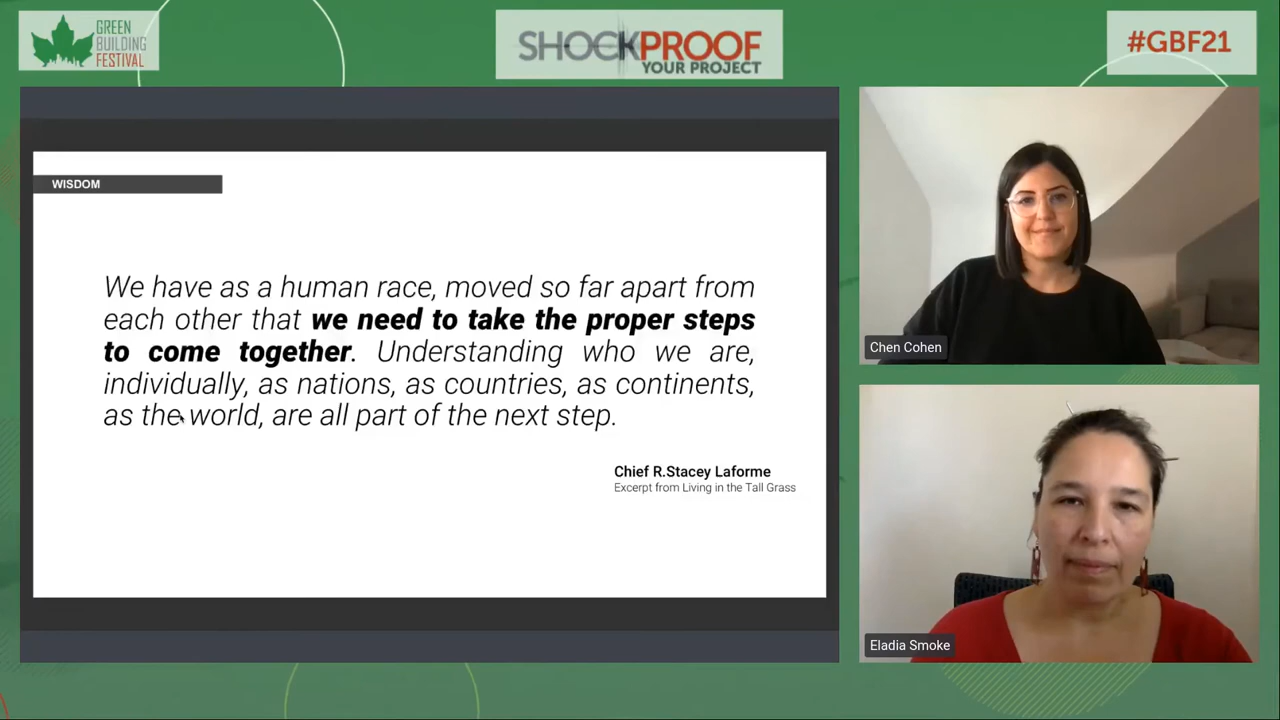 GREEN
BUILDING
FESTIVAL
SHOCKPROOF
YOUR PROJECT
#GBF21
WISDOM
We have as a human race, moved so far apart from
each other that we need to take the proper steps
to come together. Understanding who we are,
individually, as nations, as countries, as continents,
as the world, are all part of the next step.
Chief R.Stacey Laforme
Excerpt from Living in the Tall Grass
Chen Cohen
Eladia Smoke